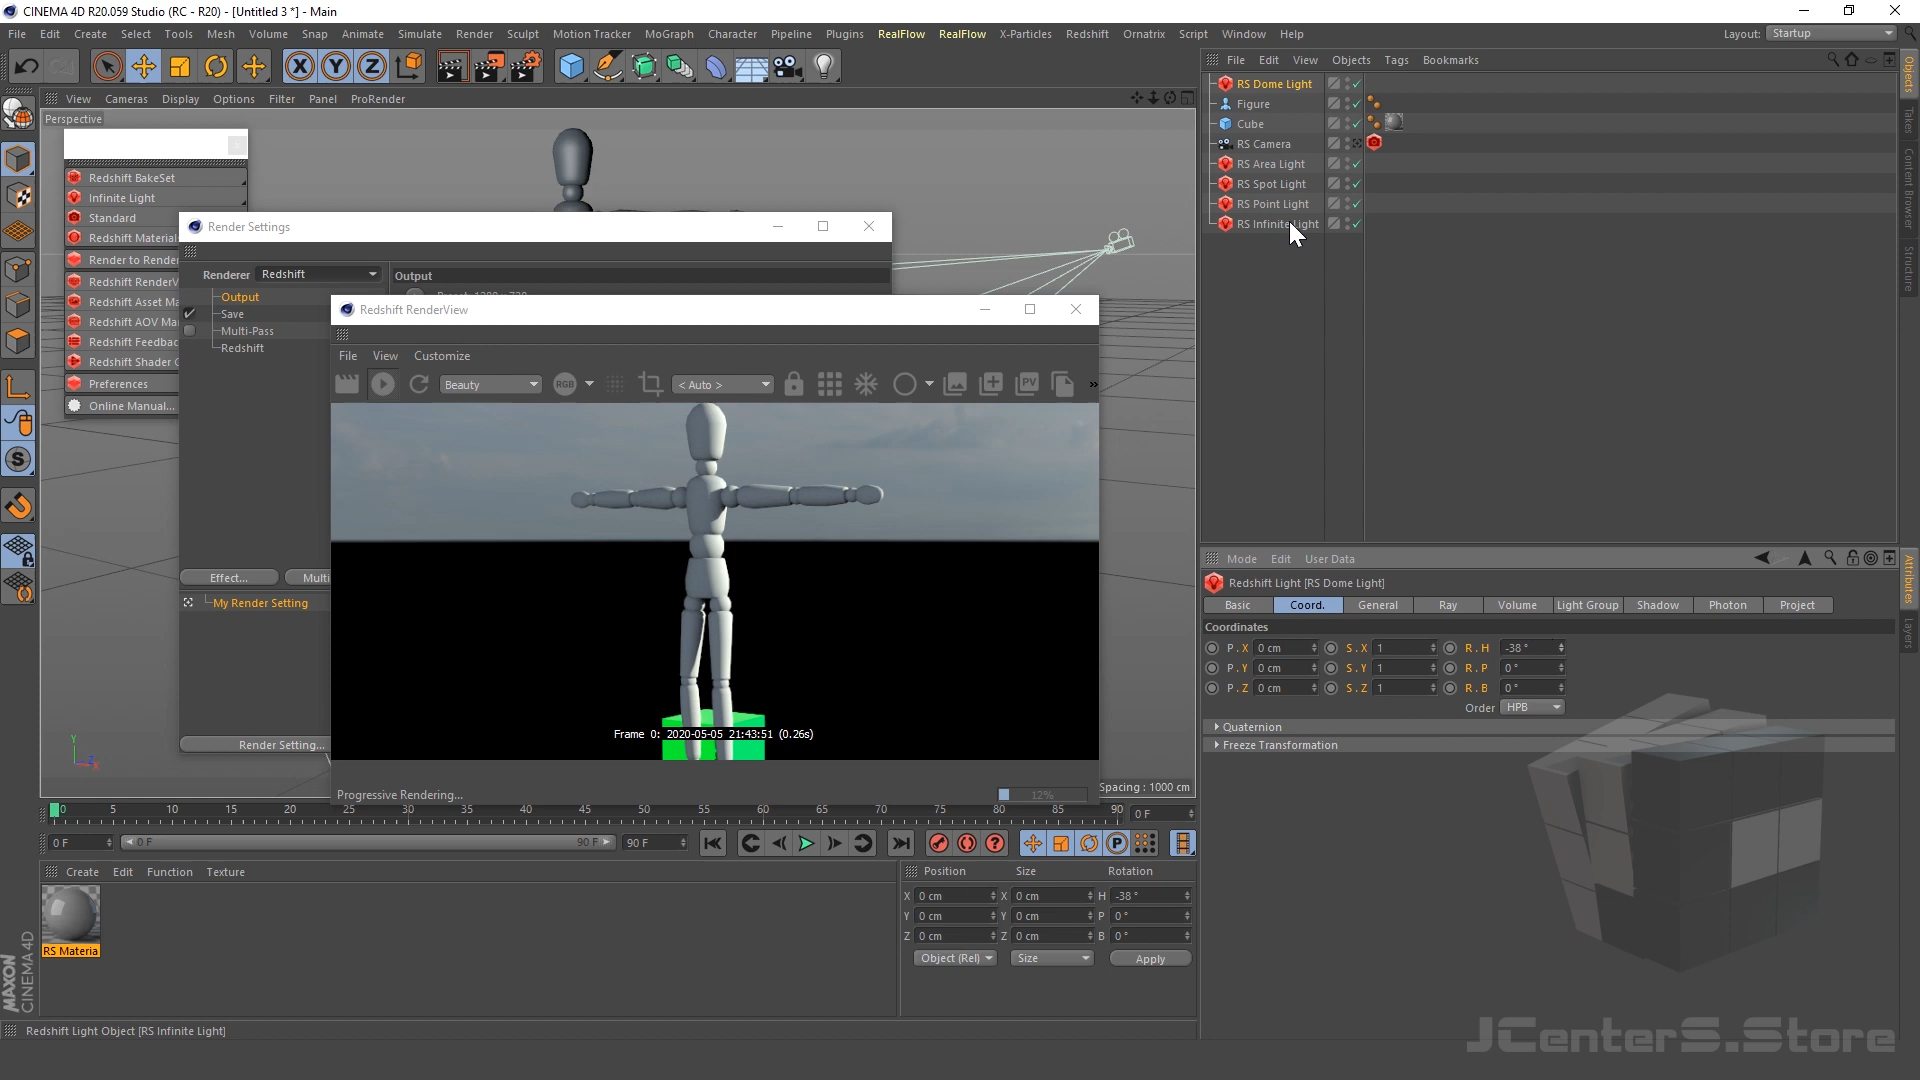 CINEMA 4D R20.059 Studio (RC - R20) - [Untitled 3 *] - Main
File Edit Create Select Tools Mesh Volume Snap Animate Simulate Render Sculpt Motion Tracker MoGraph Character Pipeline Plugins RealFlow RealFlow X-Particles Redshift Ornatrix Script Window Help Layout: Startup
File Edit View Objects Tags Bookmarks
View Cameras Display Options Filter Panel ProRender
Perspective
RS Dome Light
Figure
Cube
RS Camera
RS Area Light
RS Spot Light
RS Point Light
RS Infinite Light
Objects
Takes
Content Browser
Structure
Redshift BakeSet
Infinite Light
Standard
Redshift Material
Render to Render
Redshift RenderV
Redshift Asset Ma
Redshift AOV Ma
Redshift Feedbac
Redshift Shader G
Preferences
Online Manual...
Render Settings
Renderer Redshift
Output
Save
Multi-Pass
Redshift
Output
Effect... Multi
My Render Setting
Render Setting...
Redshift RenderView
File View Customize
Beauty RGB < Auto > PV »
Frame 0: 2020-05-05 21:43:51 (0.26s)
Progressive Rendering... 12%
Spacing : 1000 cm
Y
Z
X
Mode Edit User Data
Redshift Light [RS Dome Light]
Basic Coord. General Ray Volume Light Group Shadow Photon Project
Coordinates
P . X 0 cm S . X 1 R . H -38 °
P . Y 0 cm S . Y 1 R . P 0 °
P . Z 0 cm S . Z 1 R . B 0 °
Order HPB
Quaternion
Freeze Transformation
Attributes
Layers
0 5 10 15 20 25 30 35 40 45 50 55 60 65 70 75 80 85 90 0 F
0 F 0 F 90 F 90 F
Create Edit Function Texture
RS Materia
Position Size Rotation
X 0 cm X 0 cm H -38 °
Y 0 cm Y 0 cm P 0 °
Z 0 cm Z 0 cm B 0 °
Object (Rel) Size Apply
MAXON
CINEMA 4D
Redshift Light Object [RS Infinite Light]
JCenterS.Store